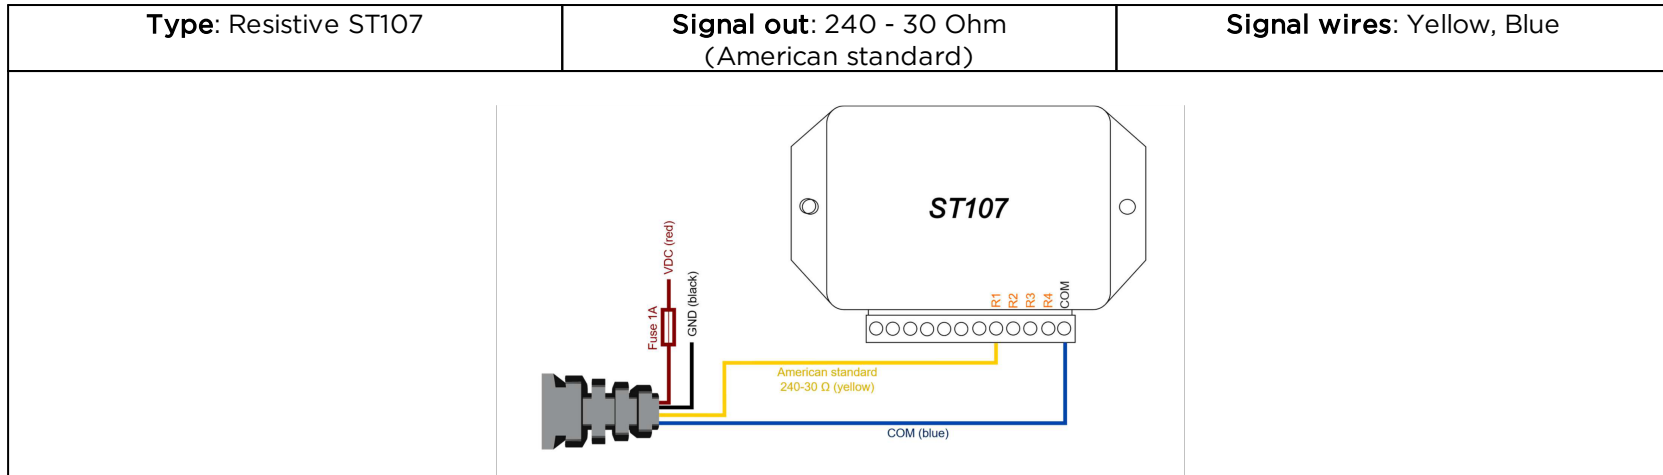 Type: Resistive ST107
Signal out: 240 - 30 Ohm
(American standard)
Signal wires: Yellow, Blue
ST107
VDC (red)
Fuse 1A
GND (black)
R1
R2
R3
R4
COM
American standard
240-30 Ω (yellow)
COM (blue)